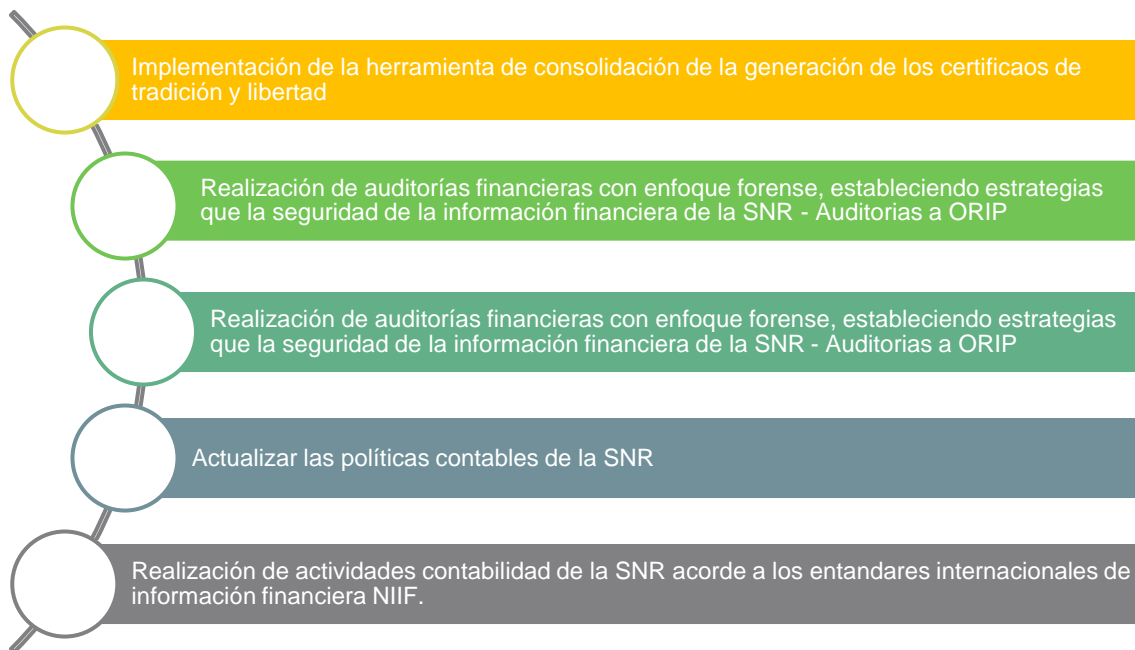 Implementación de la herramienta de consolidación de la generación de los certificaos de
tradición y libertad
Realización de auditorías financieras con enfoque forense, estableciendo estrategias
que la seguridad de la información financiera de la SNR - Auditorias a ORIP
Realización de auditorías financieras con enfoque forense, estableciendo estrategias
que la seguridad de la información financiera de la SNR - Auditorias a ORIP
Actualizar las políticas contables de la SNR
Realización de actividades contabilidad de la SNR acorde a los entandares internacionales de
información financiera NIIF.